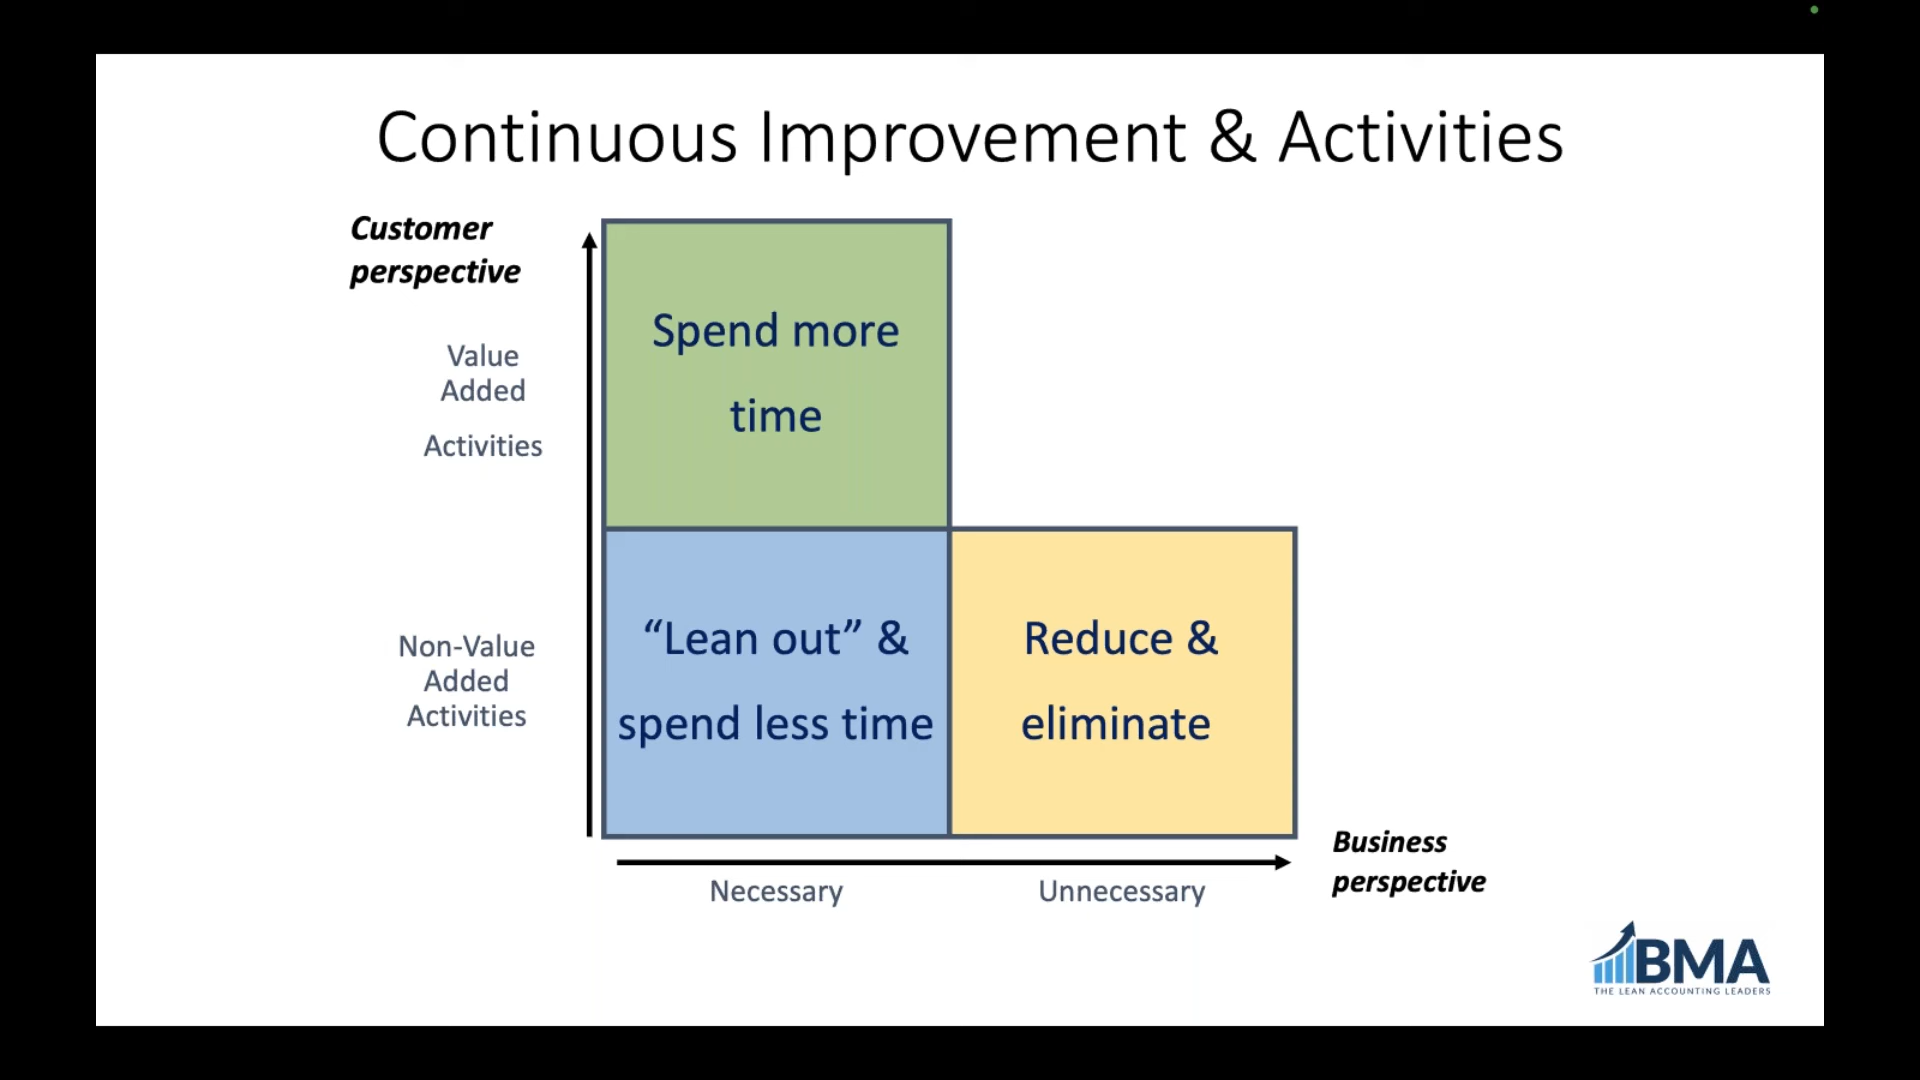 Continuous Improvement & Activities
Customer
perspective
Value
Added
Activities
Spend more
time
Non-Value
Added
Activities
“Lean out” &
spend less time
Reduce &
eliminate
Necessary
Unnecessary
Business
perspective
BMA
THE LEAN ACCOUNTING LEADERS